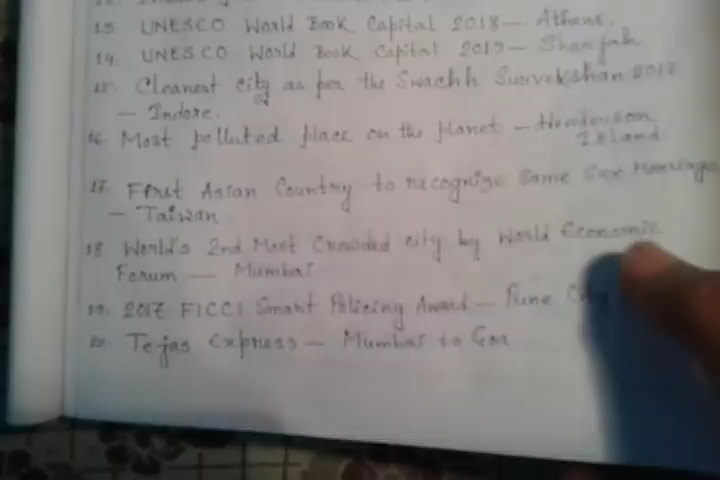 13 UNESCO World Book Capital 2018 — Athens.
14 UNESCO World Book Capital 2019 — Sharjah.
15. Cleanest city as per the Swachh Survekshan
— Indore.
16. Most polluted place on the planet — Henderson
Island
17. First Asian Country to recognize Same Sex Marriage
— Taiwan
18 World's 2nd Most Crowded city by World Economic
Forum — Mumbai
19. 2017 FICCI Smart Policing Award — Pune City
20. Tejas Express — Mumbai to Goa